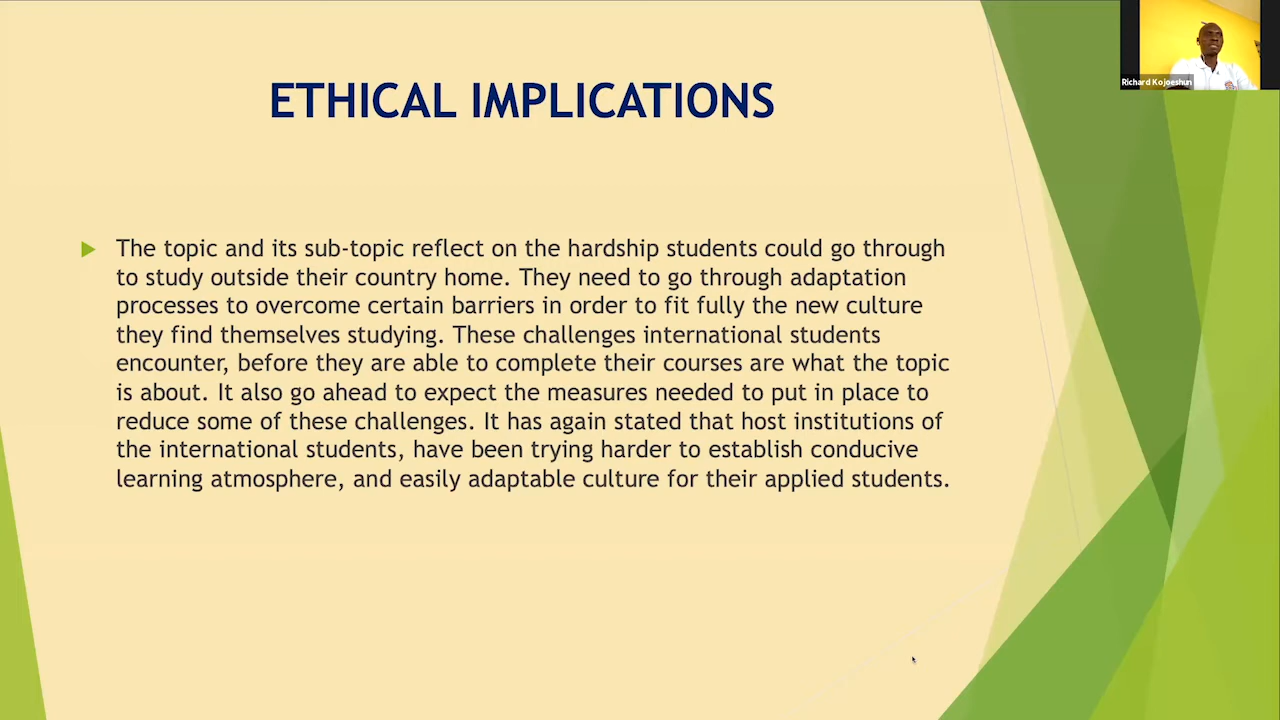 ETHICAL IMPLICATIONS
Richard Kojoeshun
The topic and its sub-topic reflect on the hardship students could go through
to study outside their country home. They need to go through adaptation
processes to overcome certain barriers in order to fit fully the new culture
they find themselves studying. These challenges international students
encounter, before they are able to complete their courses are what the topic
is about. It also go ahead to expect the measures needed to put in place to
reduce some of these challenges. It has again stated that host institutions of
the international students, have been trying harder to establish conducive
learning atmosphere, and easily adaptable culture for their applied students.